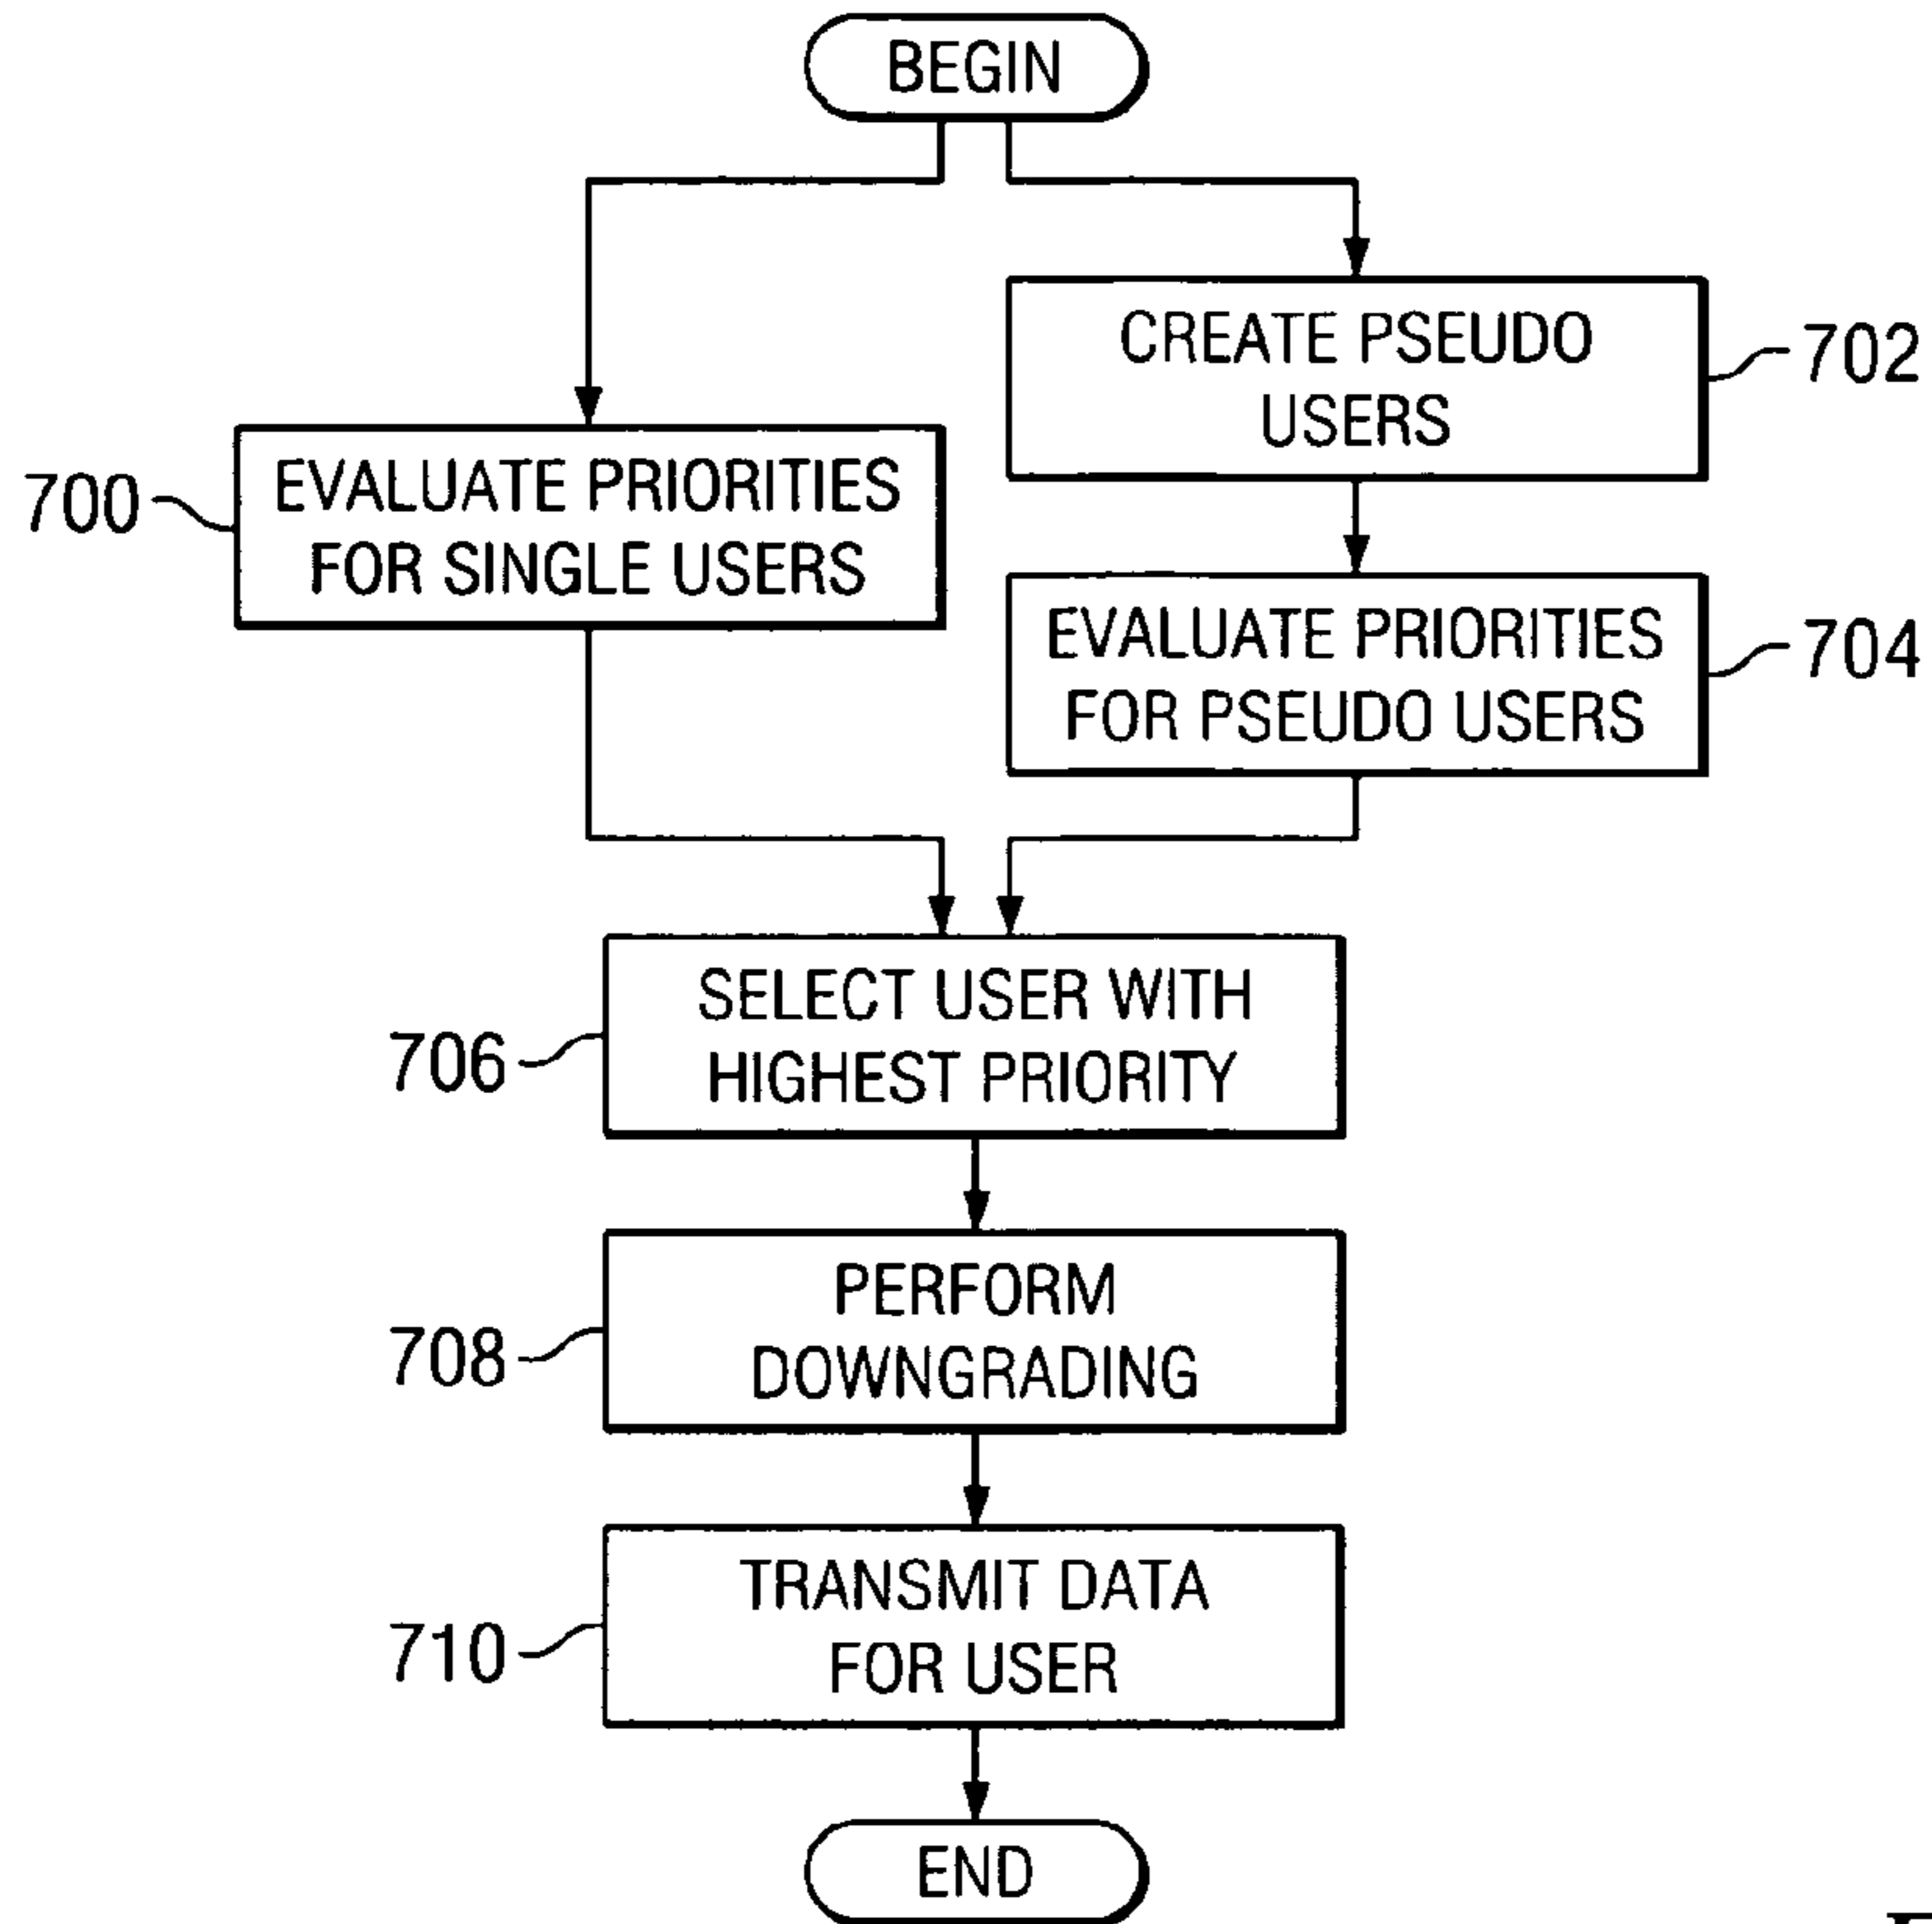 BEGIN
CREATE PSEUDO
USERS
702
700
EVALUATE PRIORITIES
FOR SINGLE USERS
EVALUATE PRIORITIES
FOR PSEUDO USERS
704
SELECT USER WITH
HIGHEST PRIORITY
706
PERFORM
DOWNGRADING
708
TRANSMIT DATA
FOR USER
710
END